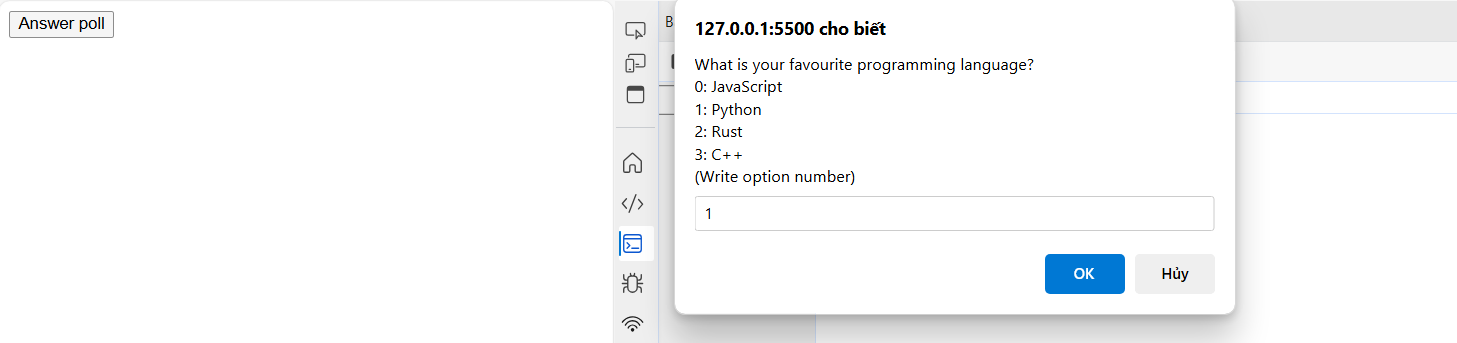 Answer poll
B
127.0.0.1:5500 cho biết
What is your favourite programming language?
0: JavaScript
1: Python
2: Rust
3: C++
(Write option number)
1
OK
Hủy